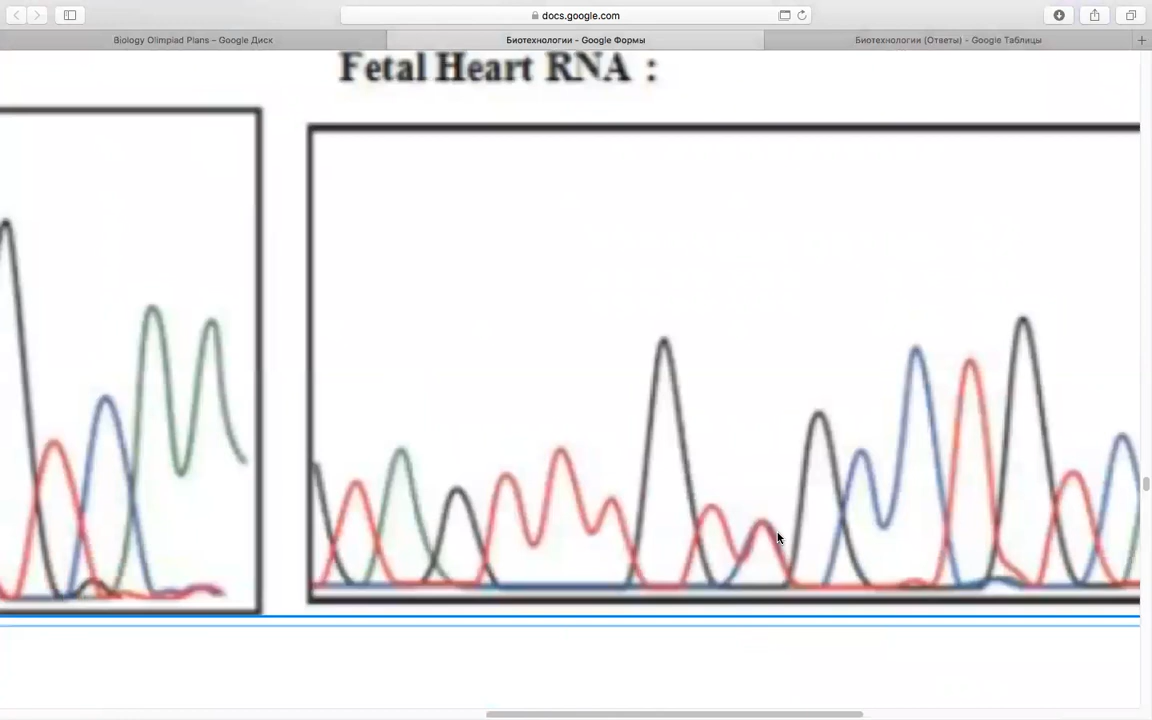 docs.google.com
Biology Olimpiad Plans – Google Диск
Биотехнологии - Google Формы
Биотехнологии (Ответы) - Google Таблицы
Fetal Heart RNA :